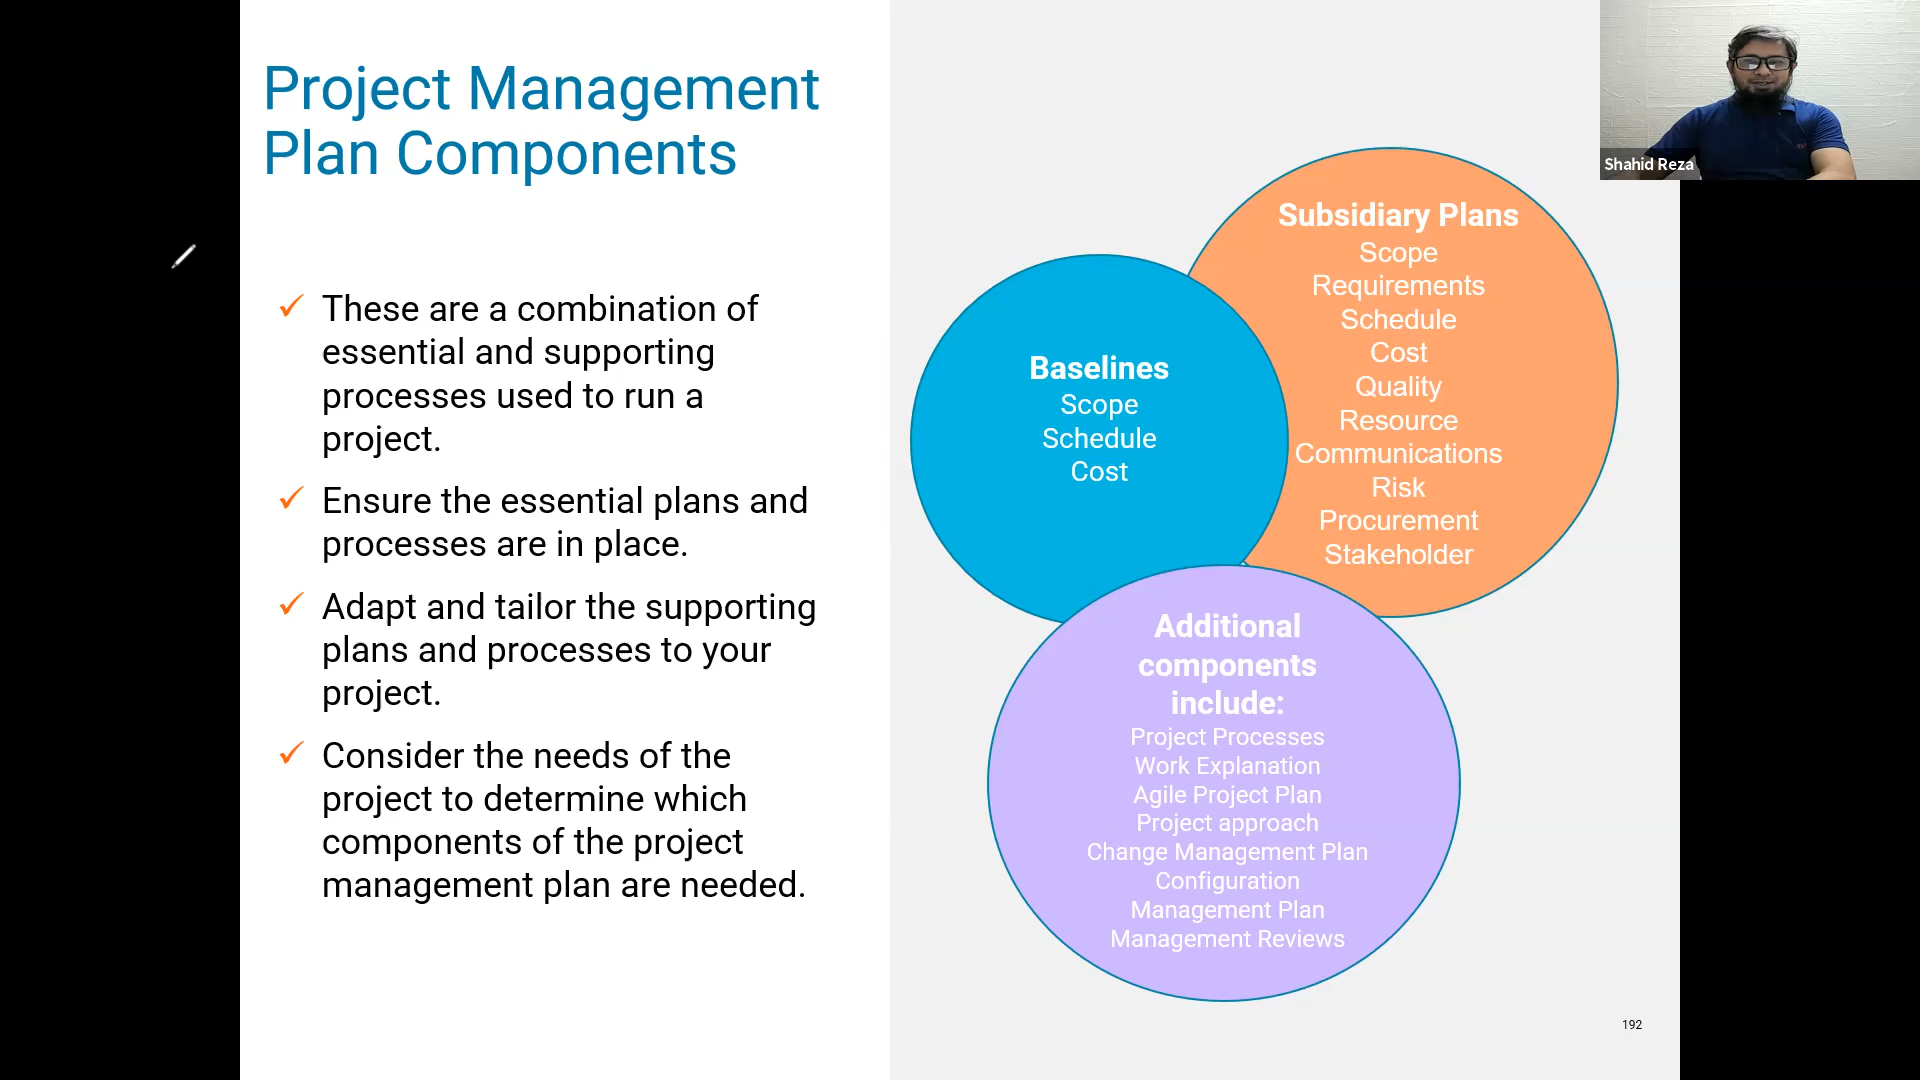 Project Management
Plan Components
These are a combination of
essential and supporting
processes used to run a
project.
Ensure the essential plans and
processes are in place.
Adapt and tailor the supporting
plans and processes to your
project.
Consider the needs of the
project to determine which
components of the project
management plan are needed.
Baselines
Scope
Schedule
Cost
Subsidiary Plans
Scope
Requirements
Schedule
Cost
Quality
Resource
Communications
Risk
Procurement
Stakeholder
Additional
components
include:
Project Processes
Work Explanation
Agile Project Plan
Project approach
Change Management Plan
Configuration
Management Plan
Management Reviews
Shahid Reza
192